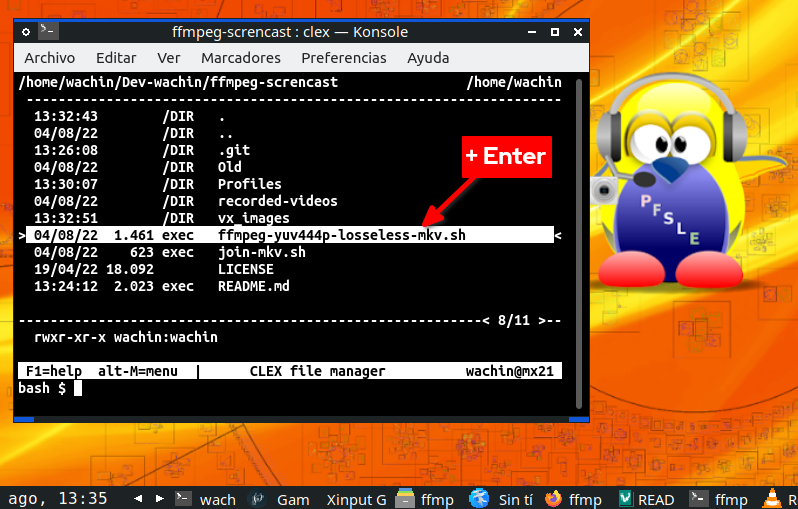 ffmpeg-screncast : clex — Konsole
Archivo Editar Ver Marcadores Preferencias Ayuda
/home/wachin/Dev-wachin/ffmpeg-screncast /home/wachin
13:32:43 /DIR .
04/08/22 /DIR ..
13:26:08 /DIR .git
04/08/22 /DIR Old
13:30:07 /DIR Profiles
04/08/22 /DIR recorded-videos
13:32:51 /DIR vx_images
> 04/08/22 1.461 exec ffmpeg-yuv444p-losseless-mkv.sh <
04/08/22 623 exec join-mkv.sh
19/04/22 18.092 LICENSE
13:24:12 2.023 exec README.md
< 8/11 >
rwxr-xr-x wachin:wachin
F1=help alt-M=menu | CLEX file manager wachin@mx21
bash $
+ Enter
PFSLE
ago, 13:35 wach Gam Xinput G ffmp Sin tí ffmp READ ffmp R